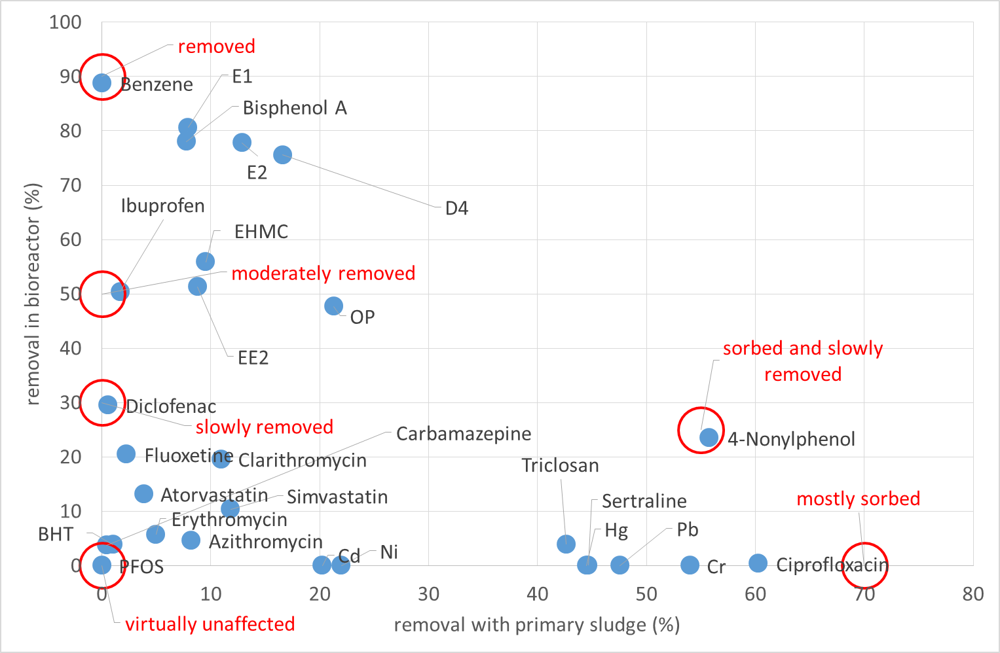 100
removed
90
Benzene
E1
Bisphenol A
80
E2
70
Ibuprofen
D4
60
EHMC
moderately removed
50
OP
EE2
40
sorbed and slowly
removed
30
Diclofenac
slowly removed
Carbamazepine
4-Nonylphenol
20
Fluoxetine
Clarithromycin
Triclosan
Atorvastatin
Simvastatin
Sertraline
mostly sorbed
10
Erythromycin
BHT
Azithromycin
Hg
Pb
Cd
Ni
0
PFOS
Cr
Ciprofloxacin
0 10 20 30 40 50 60 70 80
virtually unaffected
removal with primary sludge (%)
removal in bioreactor (%)